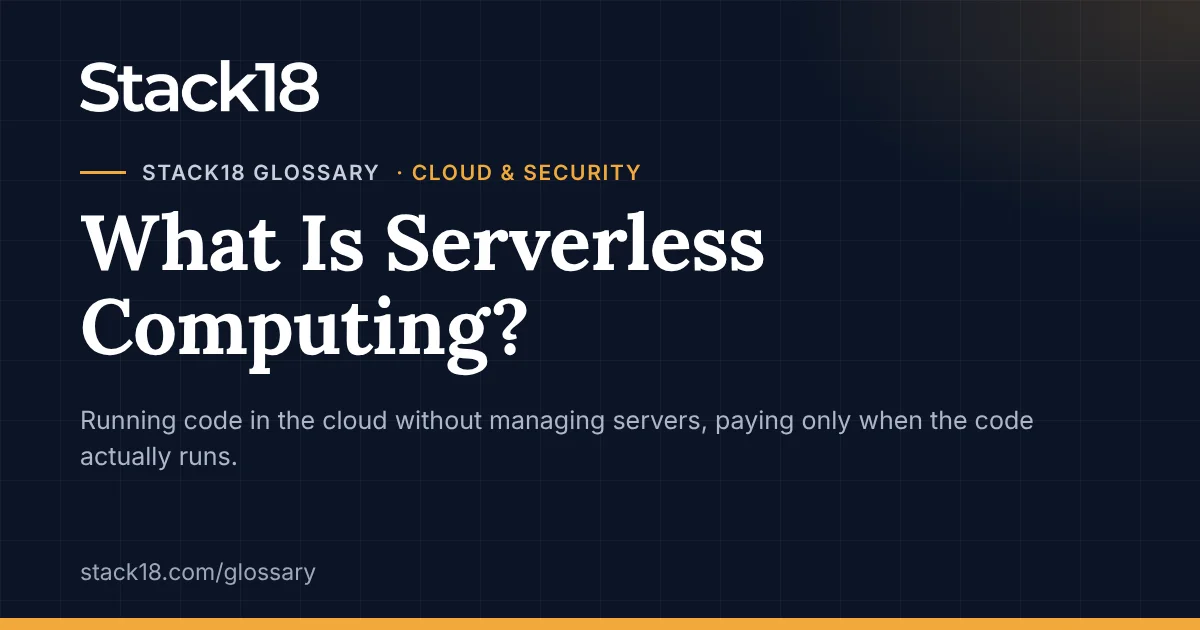 Stack18
STACK18 GLOSSARY · CLOUD & SECURITY
What Is Serverless
Computing?
Running code in the cloud without managing servers, paying only when the code
actually runs.
stack18.com/glossary